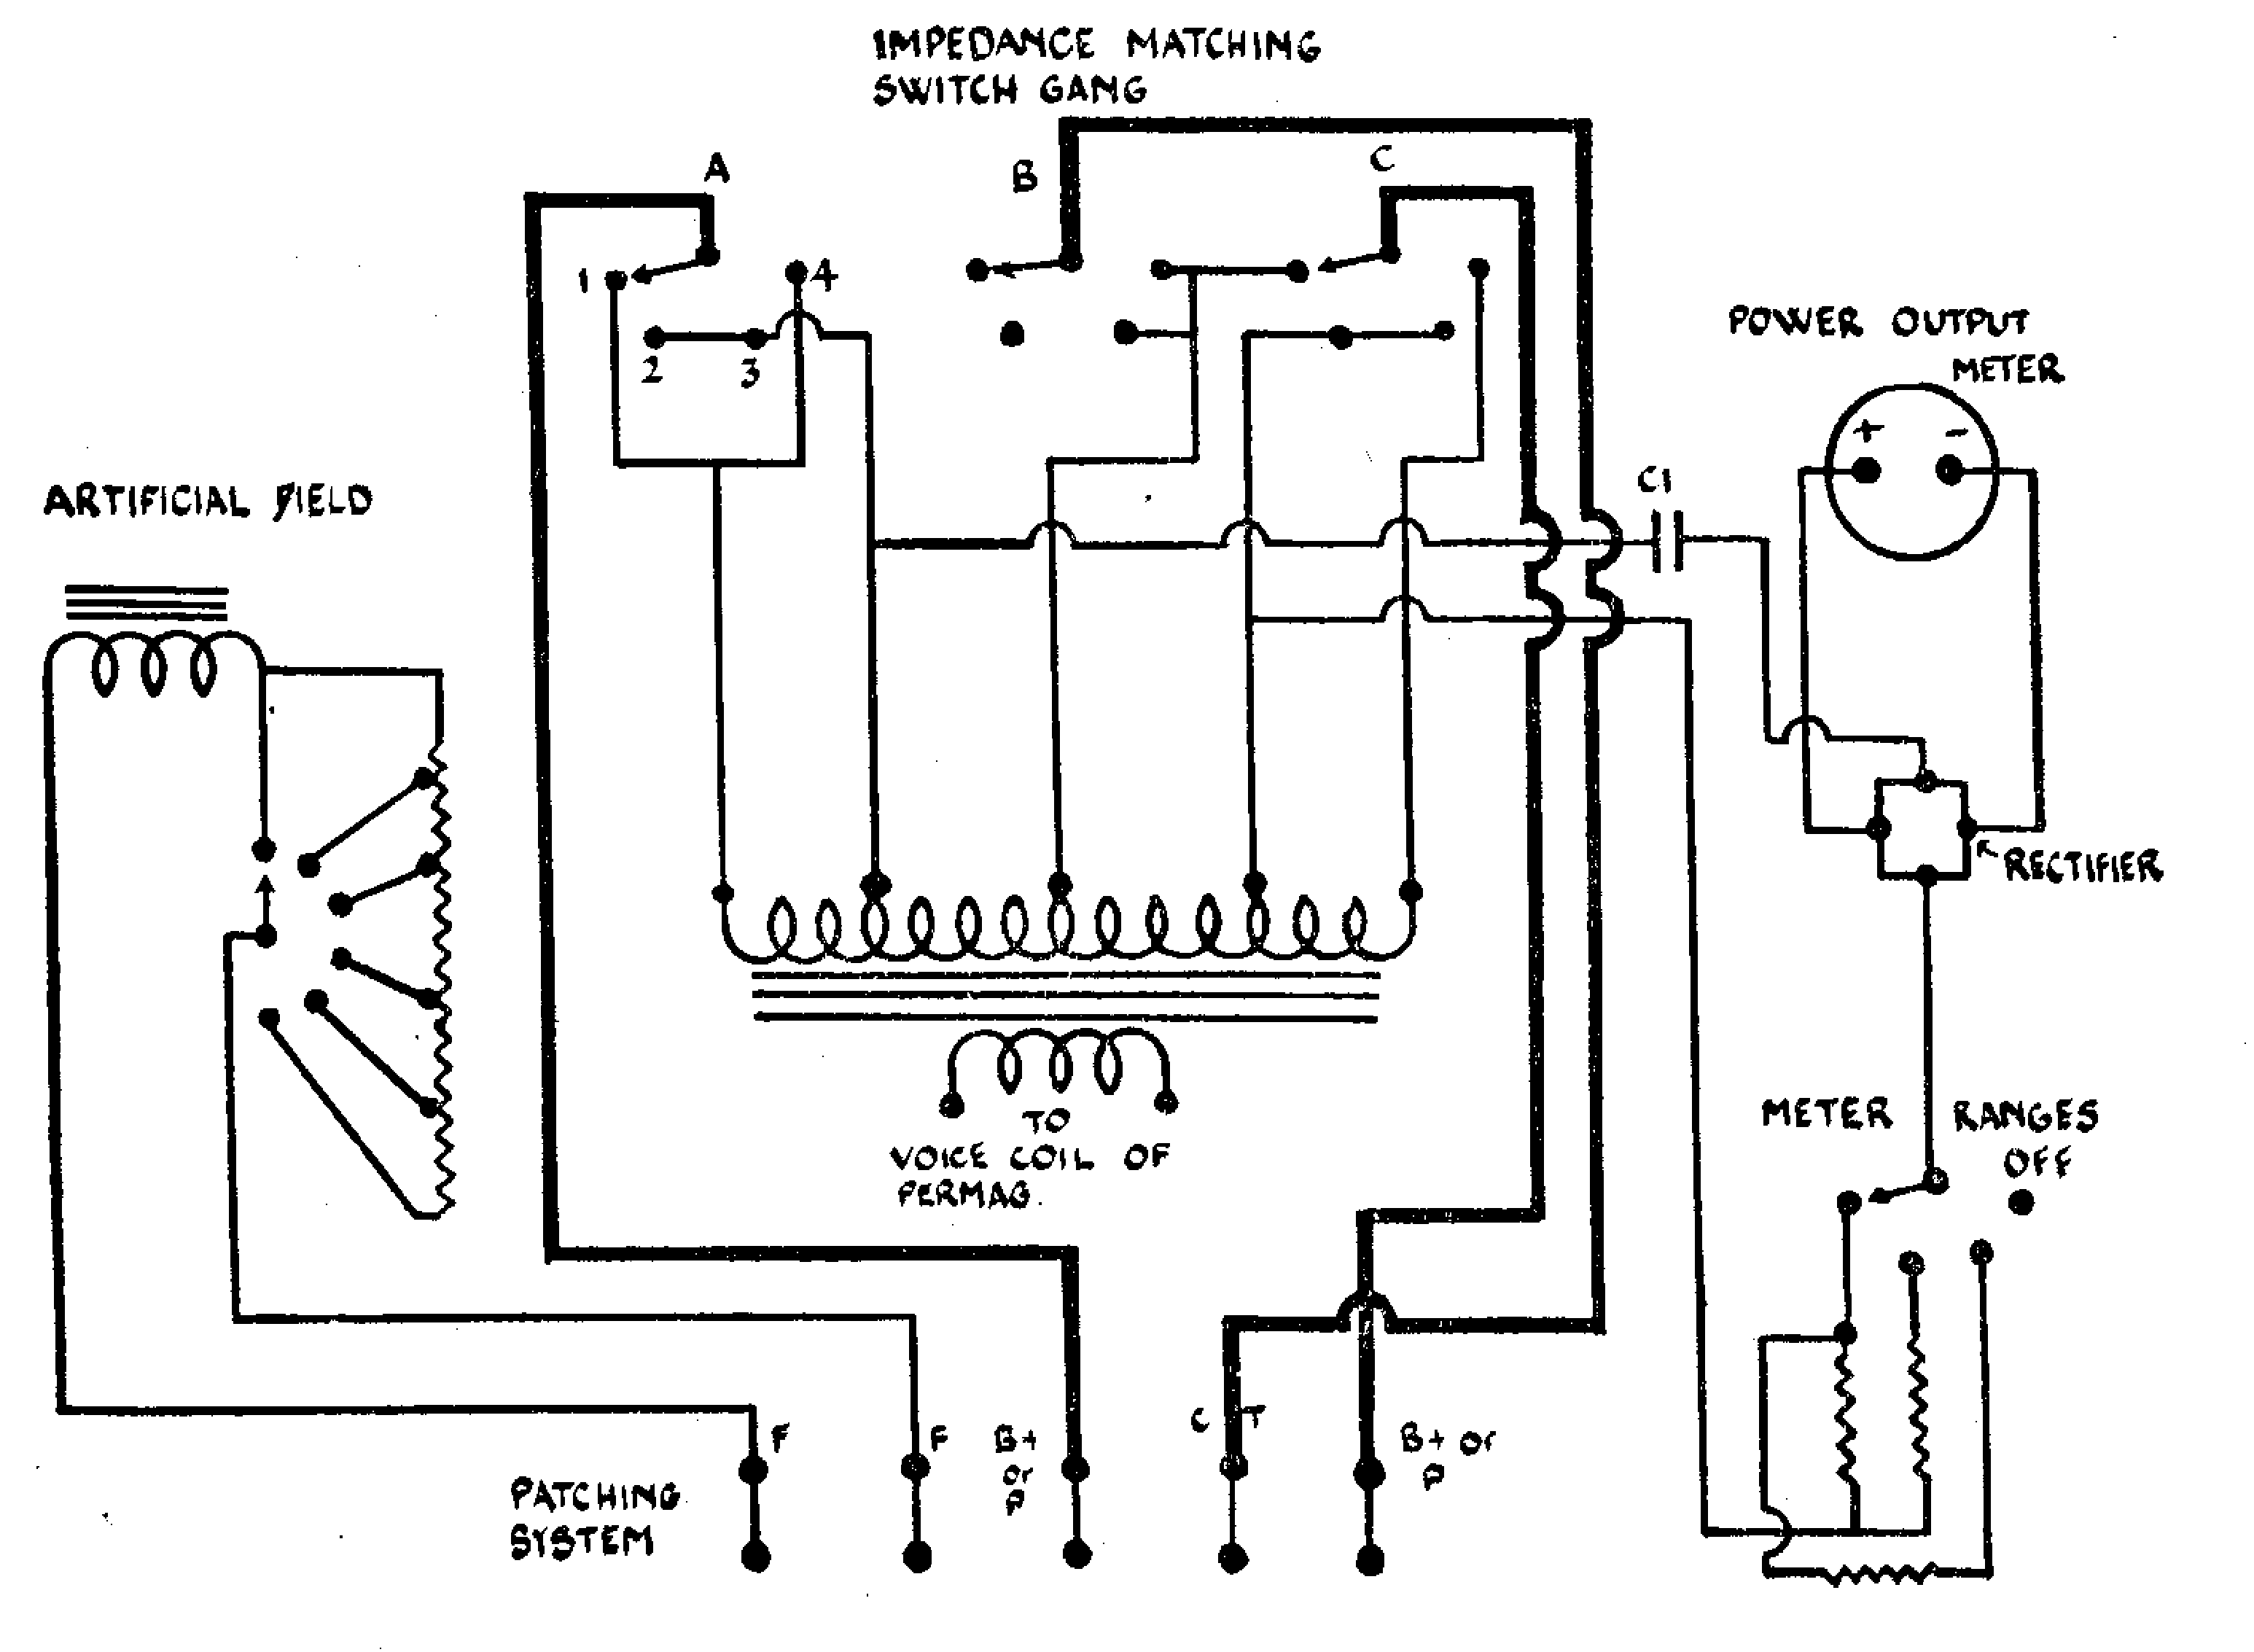 IMPEDANCE MATCHING
SWITCH GANG
A
B
C
1
4
2
3
POWER OUTPUT
METER
+ -
C1
ARTIFICIAL FIELD
RECTIFIER
METER RANGES
OFF
TO
VOICE COIL OF
PERMAG.
F
F
B+
or
P
C T
B+ or
P
PATCHING
SYSTEM